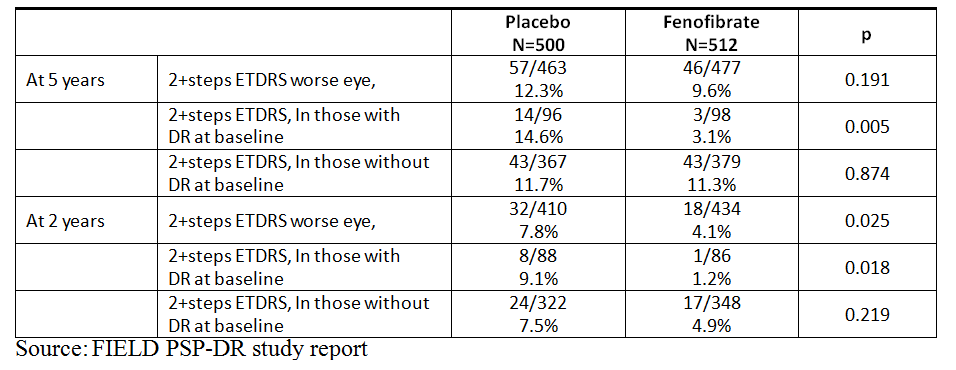 Placebo
N=500
Fenofibrate
N=512
p
At 5 years
2+steps ETDRS worse eye,
57/463
12.3%
46/477
9.6%
0.191
2+steps ETDRS, In those with
DR at baseline
14/96
14.6%
3/98
3.1%
0.005
2+steps ETDRS, In those without
DR at baseline
43/367
11.7%
43/379
11.3%
0.874
At 2 years
2+steps ETDRS worse eye,
32/410
7.8%
18/434
4.1%
0.025
2+steps ETDRS, In those with
DR at baseline
8/88
9.1%
1/86
1.2%
0.018
2+steps ETDRS, In those without
DR at baseline
24/322
7.5%
17/348
4.9%
0.219
Source: FIELD PSP-DR study report